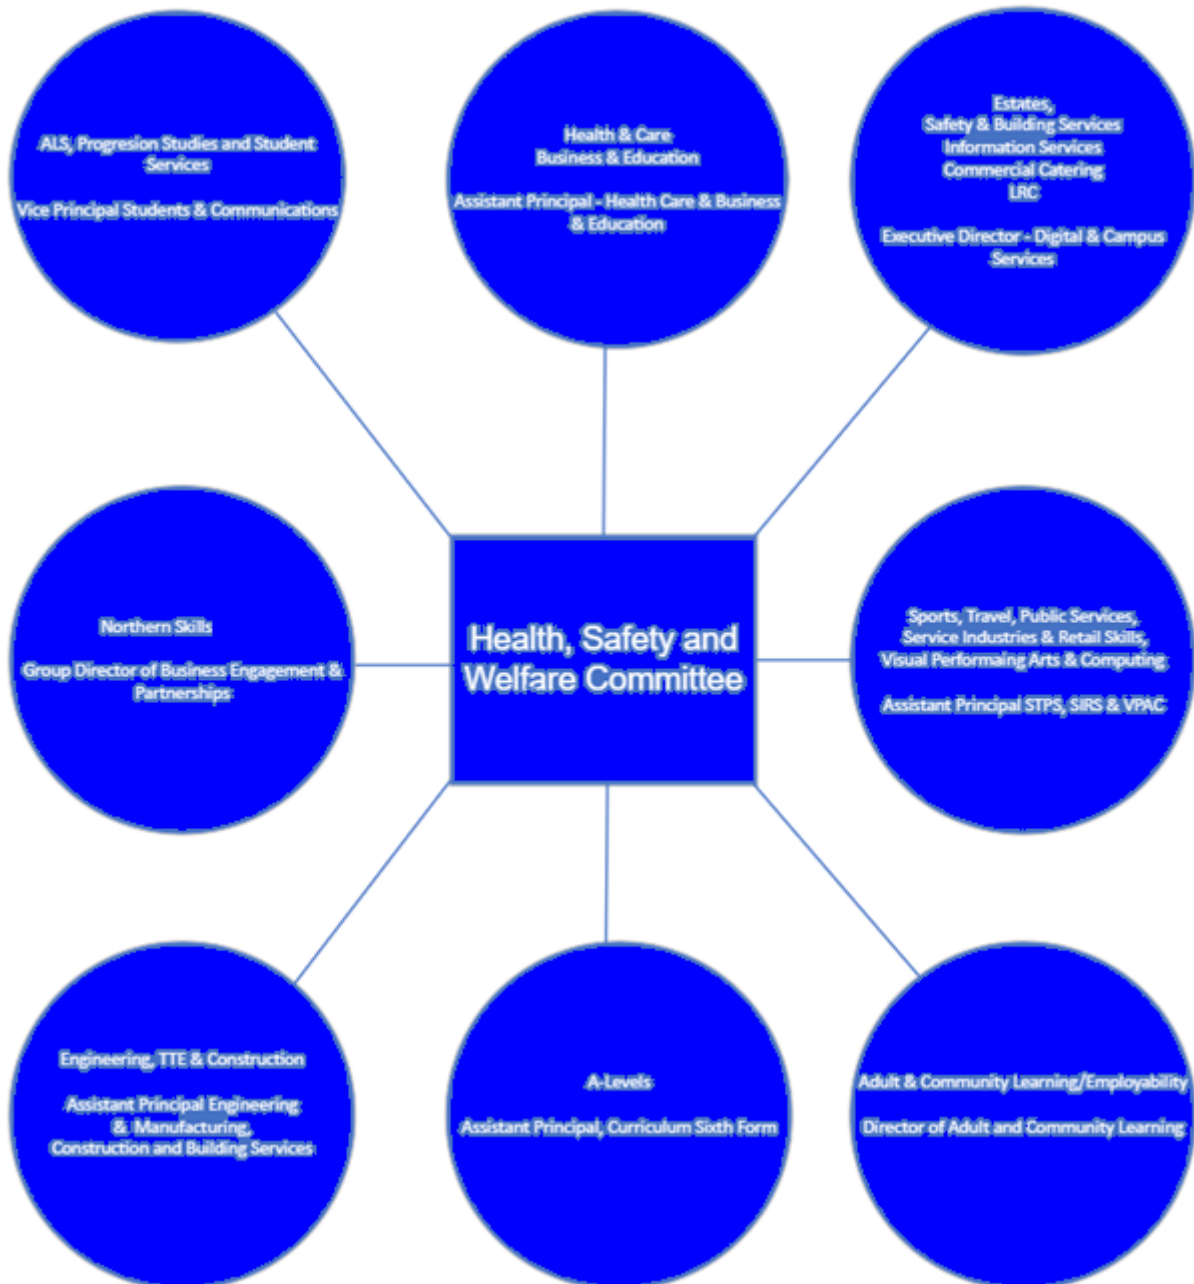 ALS, Progresion Studies and Student
Services
Vice Principal Students & Communications
Health & Care
Business & Education
Assistant Principal - Health Care & Business
& Education
Estates,
Safety & Building Services
Information Services
Commercial Catering
LRC
Executive Director - Digital & Campus
Services
Northern Skills
Group Director of Business Engagement &
Partnerships
Health, Safety and
Welfare Committee
Sports, Travel, Public Services,
Service Industries & Retail Skills,
Visual Performaing Arts & Computing
Assistant Principal STPS, SIRS & VPAC
Engineering, TTE & Construction
Assistant Principal Engineering
& Manufacturing,
Construction and Building Services
A-Levels
Assistant Principal, Curriculum Sixth Form
Adult & Community Learning/Employability
Director of Adult and Community Learning